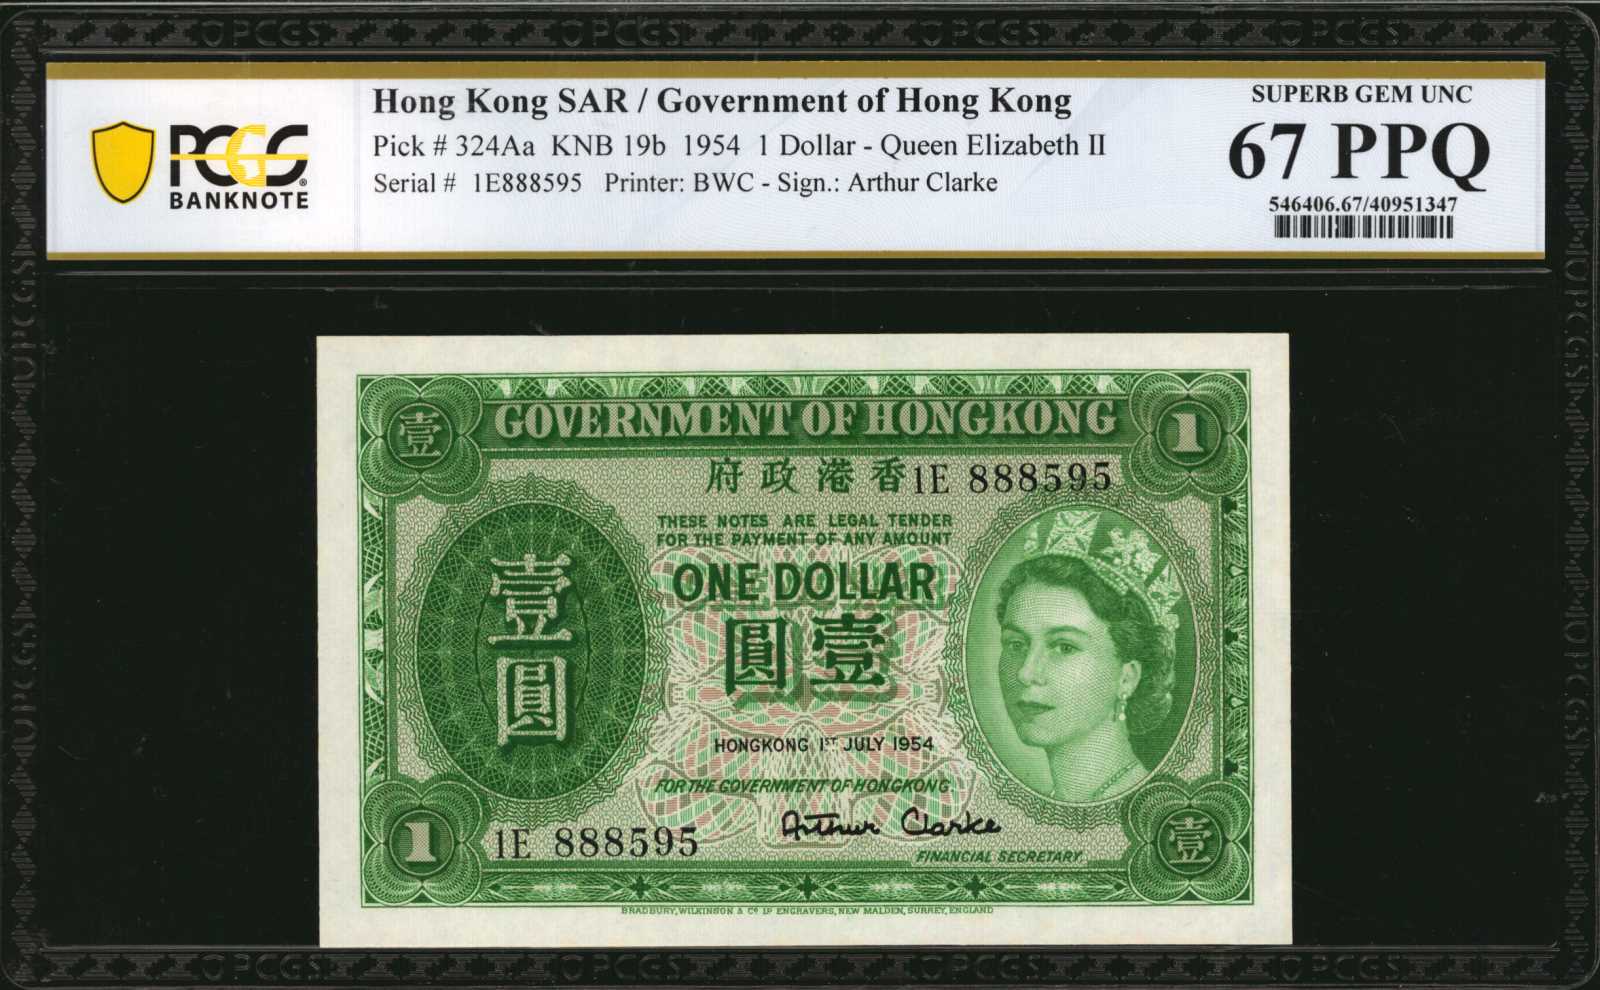 Hong Kong SAR / Government of Hong Kong
Pick # 324Aa KNB 19b 1954 1 Dollar - Queen Elizabeth II
Serial # 1E888595 Printer: BWC - Sign.: Arthur Clarke
PCGS
BANKNOTE
SUPERB GEM UNC
67 PPQ
546406.67/40951347
壹
GOVERNMENT OF HONGKONG
1
府政港香
1E 888595
THESE NOTES ARE LEGAL TENDER
FOR THE PAYMENT OF ANY AMOUNT
壹
圓
ONE DOLLAR
圓壹
HONGKONG 1ST JULY 1954
FOR THE GOVERNMENT OF HONGKONG.
Arthur Clarke
1E 888595
FINANCIAL SECRETARY.
1
壹
BRADBURY, WILKINSON & Co. LD ENGRAVERS, NEW MALDEN, SURREY, ENGLAND